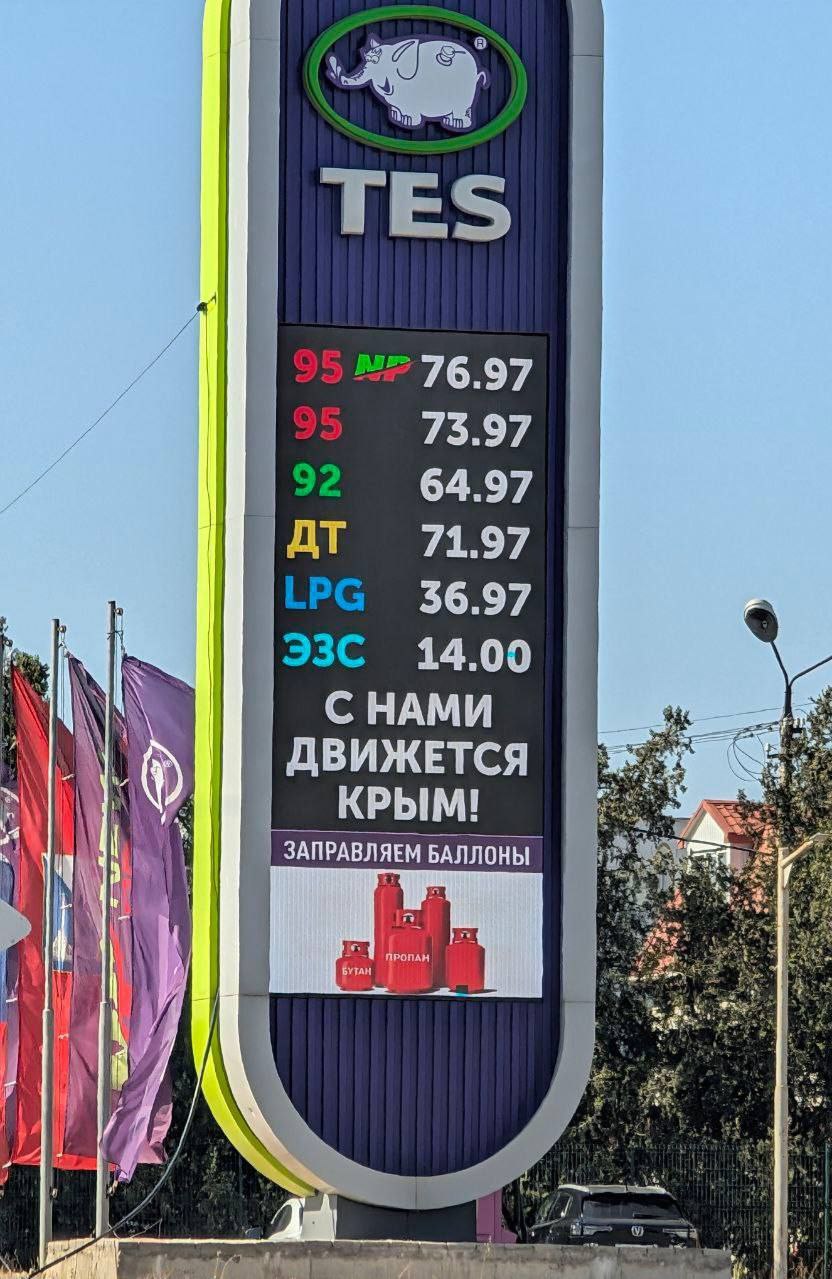 ®
TES
95 NP 76.97
95 73.97
92 64.97
ДТ 71.97
LPG 36.97
ЭЗС 14.00
С НАМИ
ДВИЖЕТСЯ
КРЫМ!
ЗАПРАВЛЯЕМ БАЛЛОНЫ
БУТАН ПРОПАН